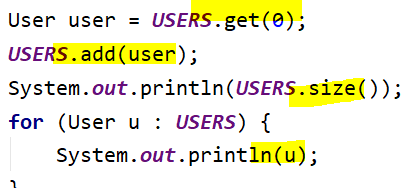 User user = USERS.get(0);
USERS.add(user);
System.out.println(USERS.size());
for (User u : USERS) {
System.out.println(u);
}